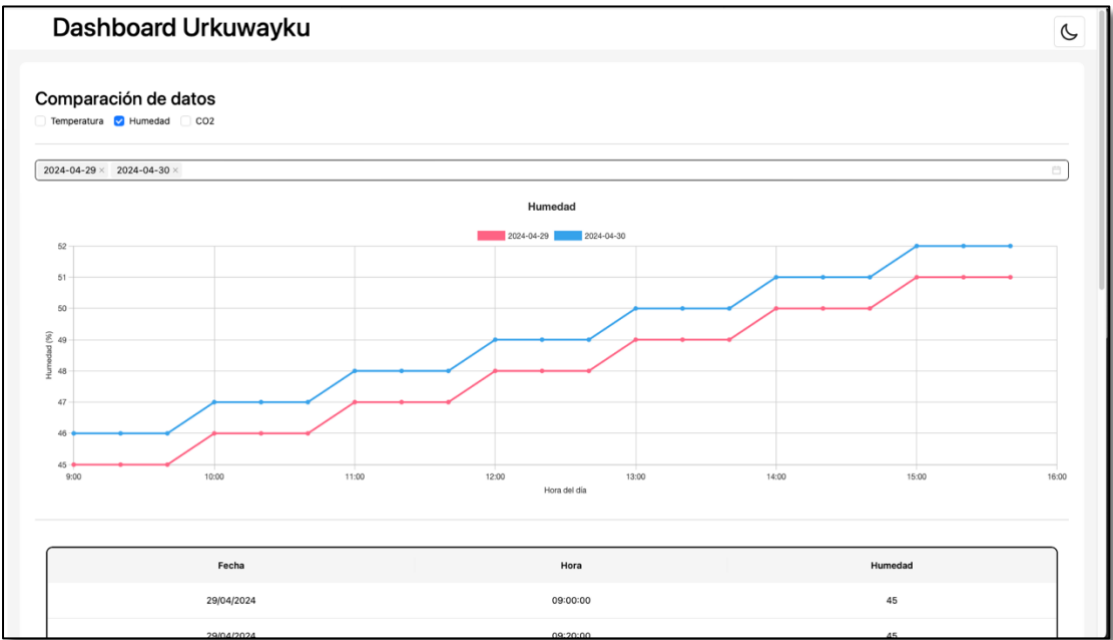 Dashboard Urkuwayku
Comparación de datos
Temperatura Humedad CO2
2024-04-29 × 2024-04-30 ×
Humedad
2024-04-29 2024-04-30
Humedad (%)
52
51
50
49
48
47
46
45
9:00 10:00 11:00 12:00 13:00 14:00 15:00 16:00
Hora del día
Fecha Hora Humedad
29/04/2024 09:00:00 45
29/04/2024 09:20:00 45